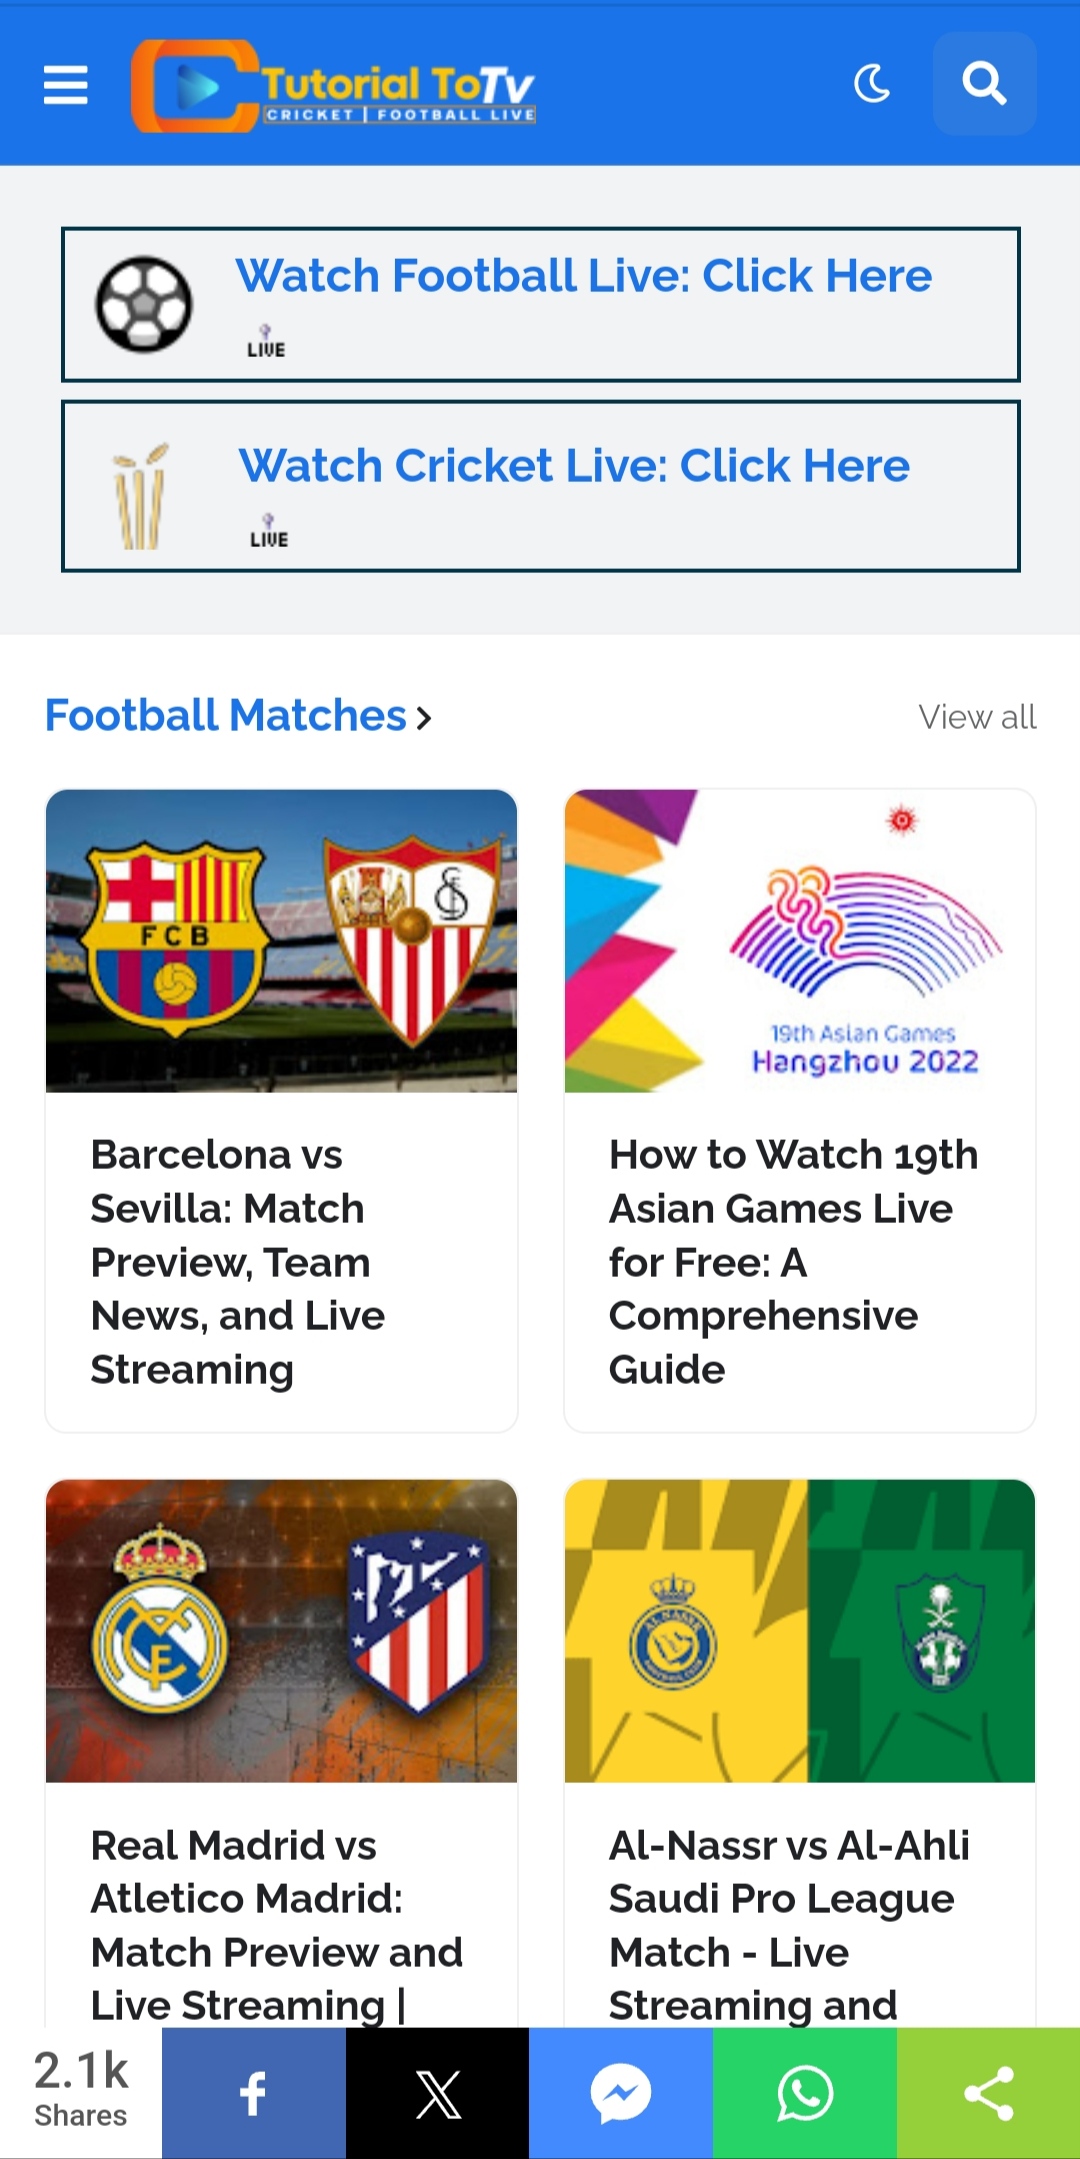 Tutorial ToTv
CRICKET | FOOTBALL LIVE
Watch Football Live: Click Here
LIVE
Watch Cricket Live: Click Here
LIVE
Football Matches
View all
FCB
19th Asian Games
Hangzhou 2022
Barcelona vs
Sevilla: Match
Preview, Team
News, and Live
Streaming
How to Watch 19th
Asian Games Live
for Free: A
Comprehensive
Guide
AL-NASSR
Real Madrid vs
Atletico Madrid:
Match Preview and
Live Streaming |
Al-Nassr vs Al-Ahli
Saudi Pro League
Match - Live
Streaming and
2.1k
Shares